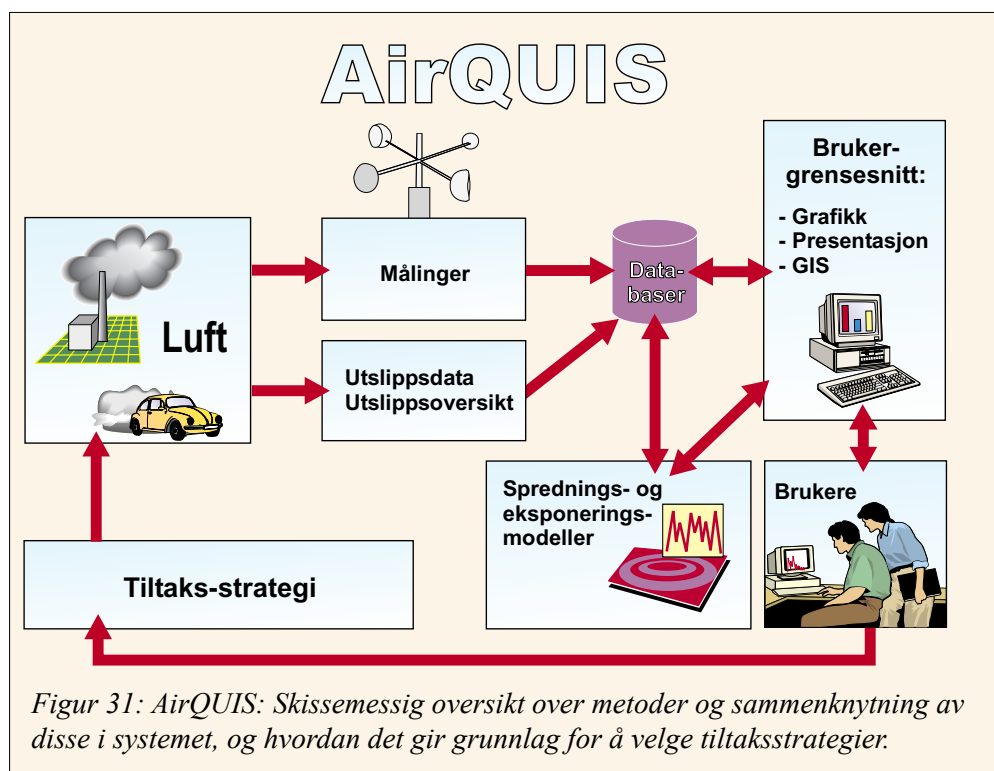 AirQUIS
Luft
Målinger
Utslippsdata
Utslippsoversikt
Data-
baser
Bruker-
grensesnitt:
- Grafikk
- Presentasjon
- GIS
Sprednings- og
eksponerings-
modeller
Brukere
Tiltaks-strategi
Figur 31: AirQUIS: Skissemessig oversikt over metoder og sammenknytning av
disse i systemet, og hvordan det gir grunnlag for å velge tiltaksstrategier.